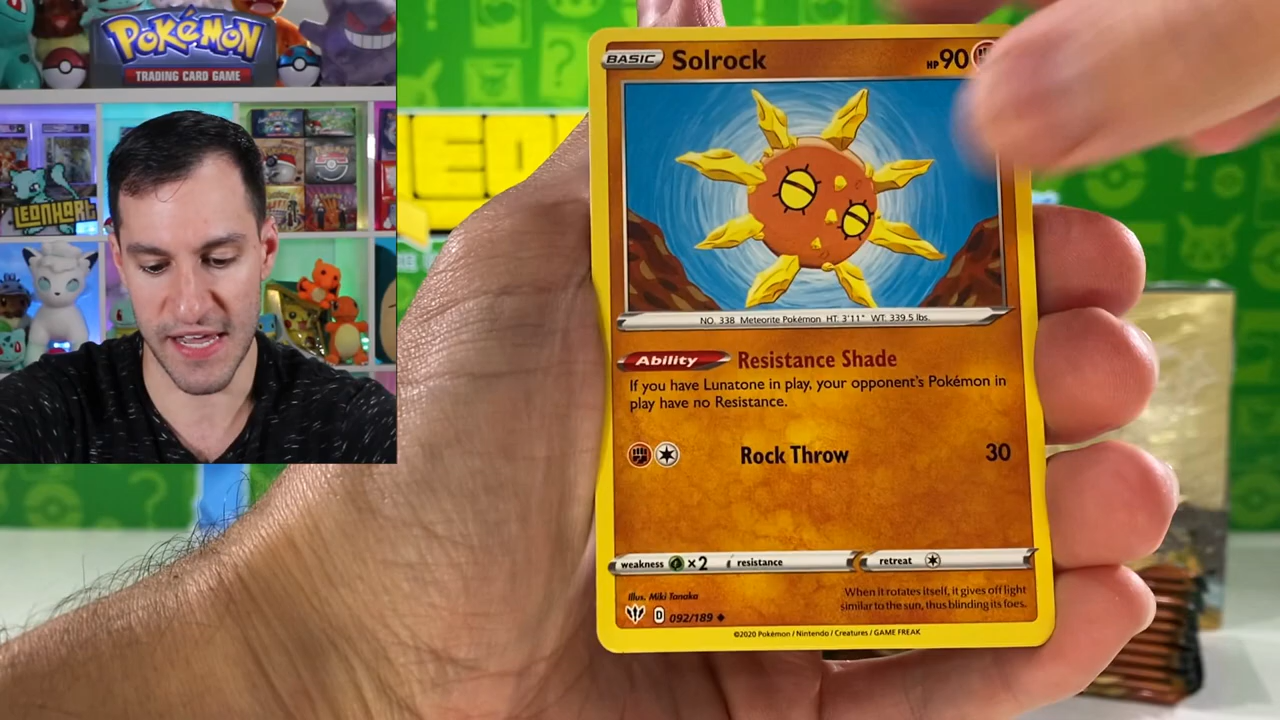 POKéMON
TRADING CARD GAME
LEONHART
LEO
BASIC Solrock HP 90
NO. 338 Meteorite Pokémon HT: 3'11" WT: 339.5 lbs.
Ability Resistance Shade
If you have Lunatone in play, your opponent's Pokémon in
play have no Resistance.
Rock Throw 30
weakness ×2 resistance retreat
Illus. Miki Tanaka
D 092/189
When it rotates itself, it gives off light
similar to the sun, thus blinding its foes.
©2020 Pokémon / Nintendo / Creatures / GAME FREAK